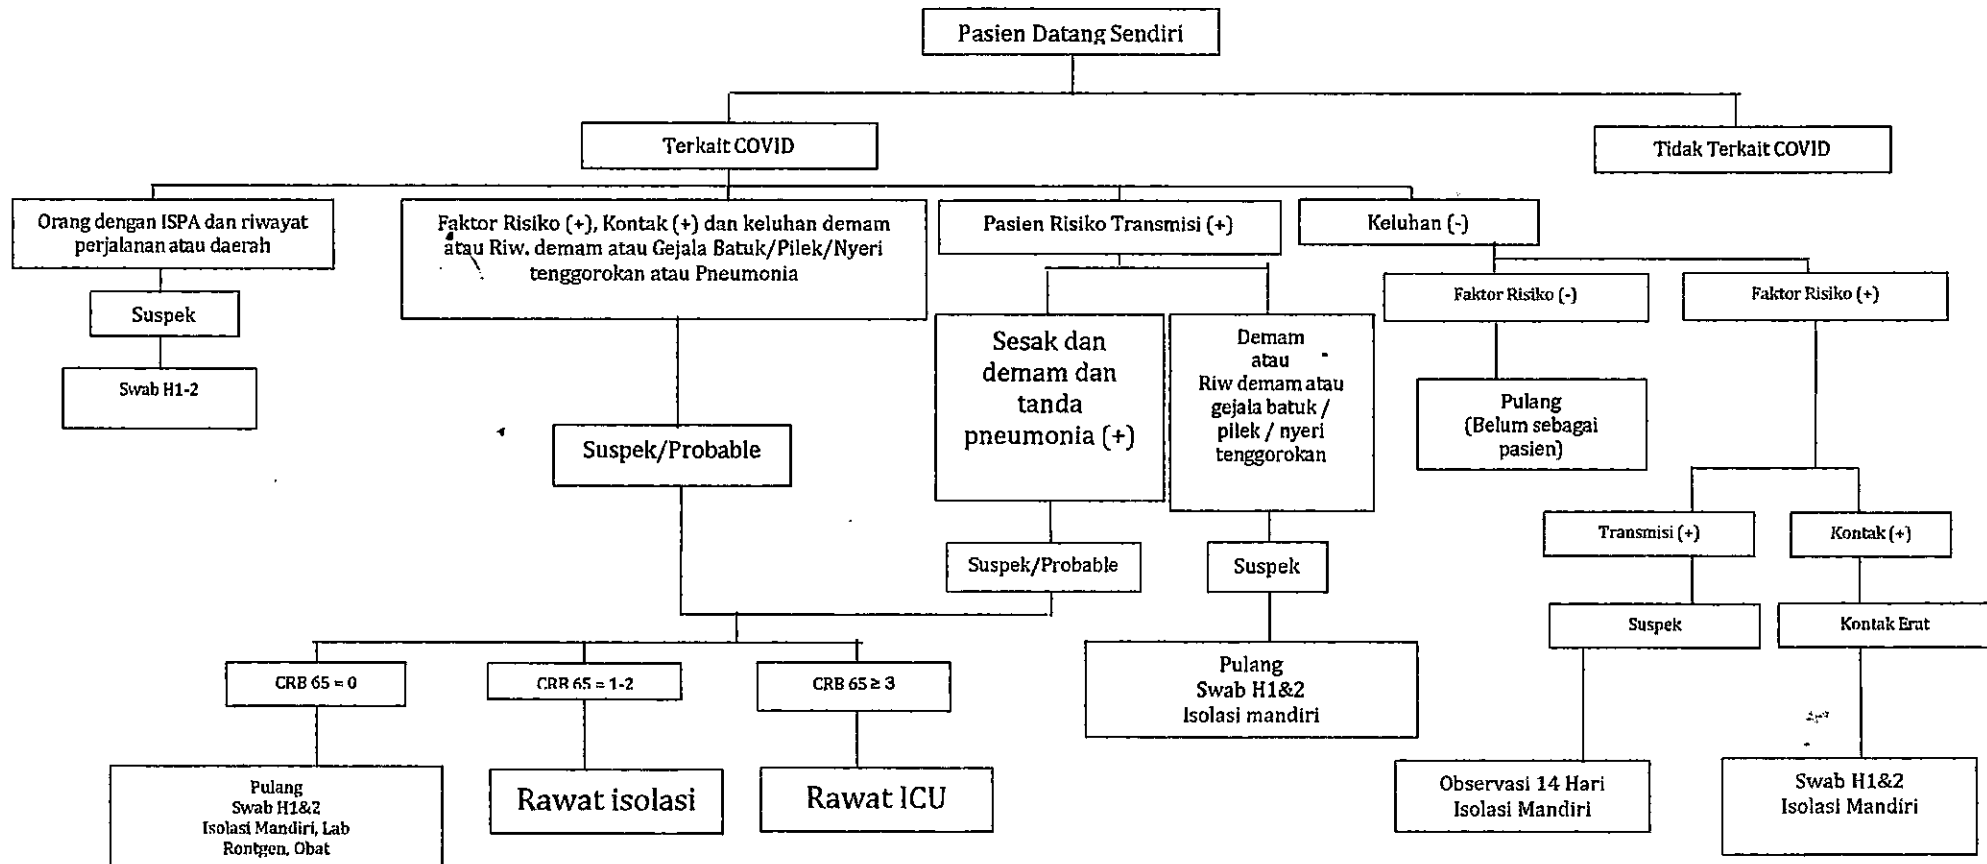 Pasien Datang Sendiri
Terkait COVID
Tidak Terkait COVID
Orang dengan ISPA dan riwayat
perjalanan atau daerah
Faktor Risiko (+), Kontak (+) dan keluhan demam
atau Riw. demam atau Gejala Batuk/Pilek/Nyeri
tenggorokan atau Pneumonia
Pasien Risiko Transmisi (+)
Keluhan (-)
Suspek
Swab H1-2
Suspek/Probable
Sesak dan
demam dan
tanda
pneumonia (+)
Demam
atau
Riw demam atau
gejala batuk /
pilek / nyeri
tenggorokan
Faktor Risiko (-)
Faktor Risiko (+)
Pulang
(Belum sebagai
pasien)
Suspek/Probable
Suspek
Transmisi (+)
Kontak (+)
Suspek
Kontak Erat
CRB 65 = 0
CRB 65 = 1-2
CRB 65 ≥ 3
Pulang
Swab H1&2
Isolasi mandiri
Pulang
Swab H1&2
Isolasi Mandiri, Lab
Rontgen, Obat
Rawat isolasi
Rawat ICU
Observasi 14 Hari
Isolasi Mandiri
Swab H1&2
Isolasi Mandiri